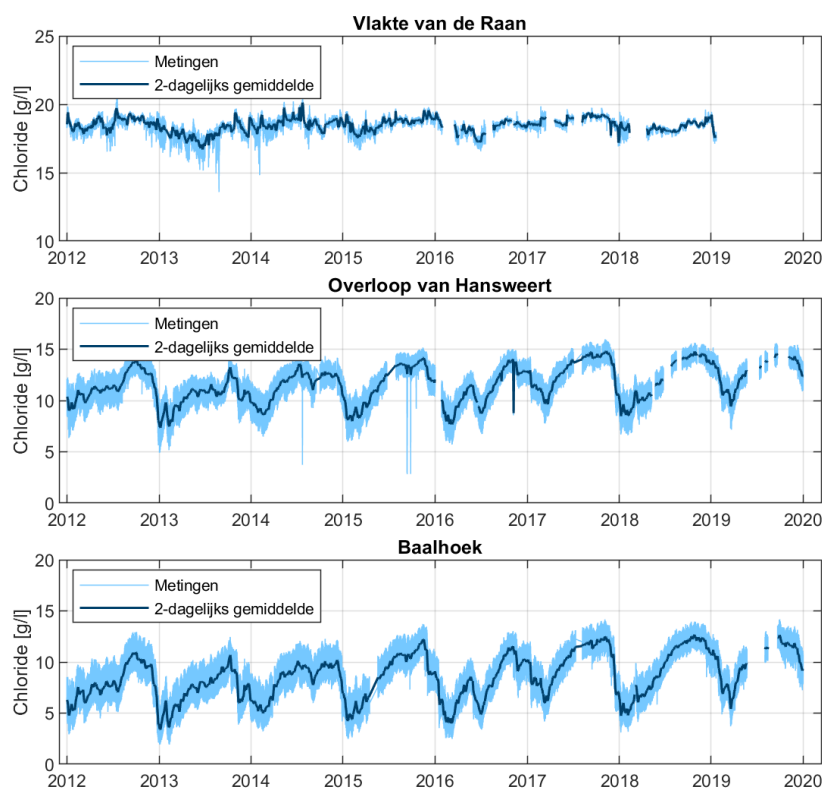 Vlakte van de Raan
25
20
15
10
Chloride [g/l]
Metingen
2-dagelijks gemiddelde
2012 2013 2014 2015 2016 2017 2018 2019 2020
Overloop van Hansweert
20
15
10
5
0
Chloride [g/l]
Metingen
2-dagelijks gemiddelde
2012 2013 2014 2015 2016 2017 2018 2019 2020
Baalhoek
20
15
10
5
0
Chloride [g/l]
Metingen
2-dagelijks gemiddelde
2012 2013 2014 2015 2016 2017 2018 2019 2020